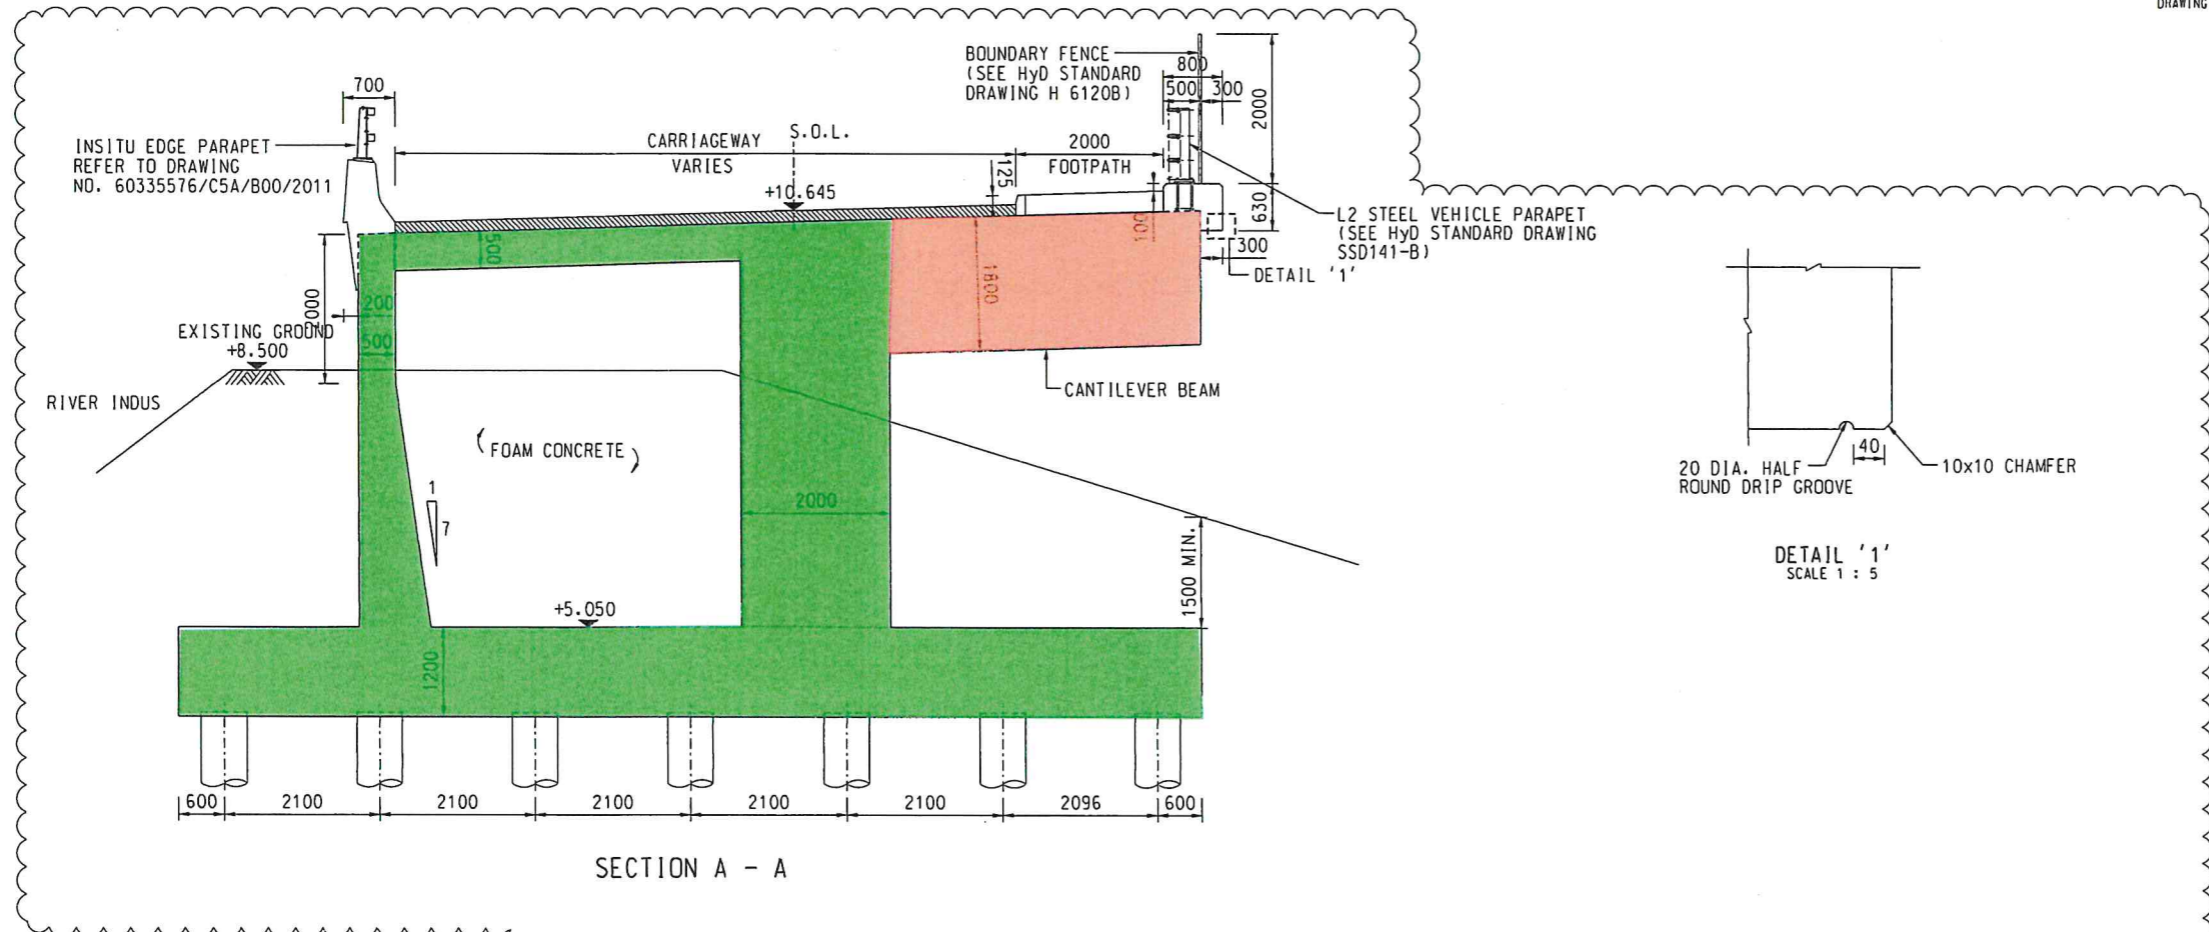 DRAWING
BOUNDARY FENCE
(SEE HyD STANDARD
DRAWING H 6120B)
800
500
300
2000
700
INSITU EDGE PARAPET
REFER TO DRAWING
NO. 60335576/C5A/B00/2011
CARRIAGEWAY
VARIES
S.O.L.
+10.645
125
2000
FOOTPATH
100
630
300
L2 STEEL VEHICLE PARAPET
(SEE HyD STANDARD DRAWING
SSD141-B)
DETAIL '1'
500
1800
2000
200
500
EXISTING GROUND
+8.500
RIVER INDUS
CANTILEVER BEAM
(FOAM CONCRETE)
1
7
2000
1500 MIN.
+5.050
1200
600
2100
2100
2100
2100
2100
2096
600
SECTION A - A
40
20 DIA. HALF
ROUND DRIP GROOVE
10x10 CHAMFER
DETAIL '1'
SCALE 1 : 5